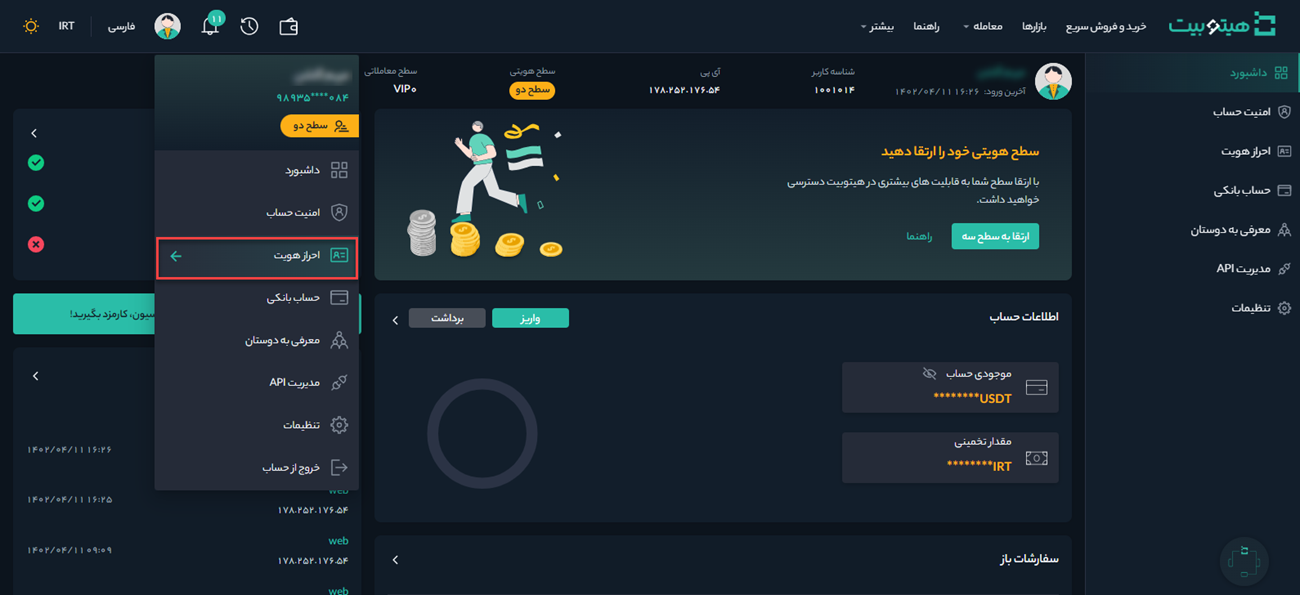 هیتوبیت
خرید و فروش سریع
بازارها
معامله
راهنما
بیشتر
۱۱
فارسی
IRT
داشبورد
امنیت حساب
احراز هویت
حساب بانکی
معرفی به دوستان
مدیریت API
تنظیمات
آخرین ورود: ۱۴۰۲/۰۴/۱۱ ۱۶:۲۶
شناسه کاربر
۱۰۰۱۰۱۴
آی پی
۱۷۸.۲۵۲.۱۷۶.۵۴
سطح هویتی
سطح دو
سطح معاملاتی
VIP۰
سطح هویتی خود را ارتقا دهید
با ارتقا سطح شما به قابلیت های بیشتری در هیتوبیت دسترسی
خواهید داشت.
ارتقا به سطح سه
راهنما
اطلاعات حساب
واریز
برداشت
موجودی حساب
********USDT
مقدار تخمینی
********IRT
سفارشات باز
۹۸۹۳۵****۰۸۴
سطح دو
داشبورد
امنیت حساب
احراز هویت
حساب بانکی
معرفی به دوستان
مدیریت API
تنظیمات
خروج از حساب
کارمزد بگیرید!
۱۴۰۲/۰۴/۱۱ ۱۶:۲۶
web
۱۷۸.۲۵۲.۱۷۶.۵۴
۱۴۰۲/۰۴/۱۱ ۱۶:۲۵
web
۱۷۸.۲۵۲.۱۷۶.۵۴
۱۴۰۲/۰۴/۱۱ ۰۹:۰۹
web